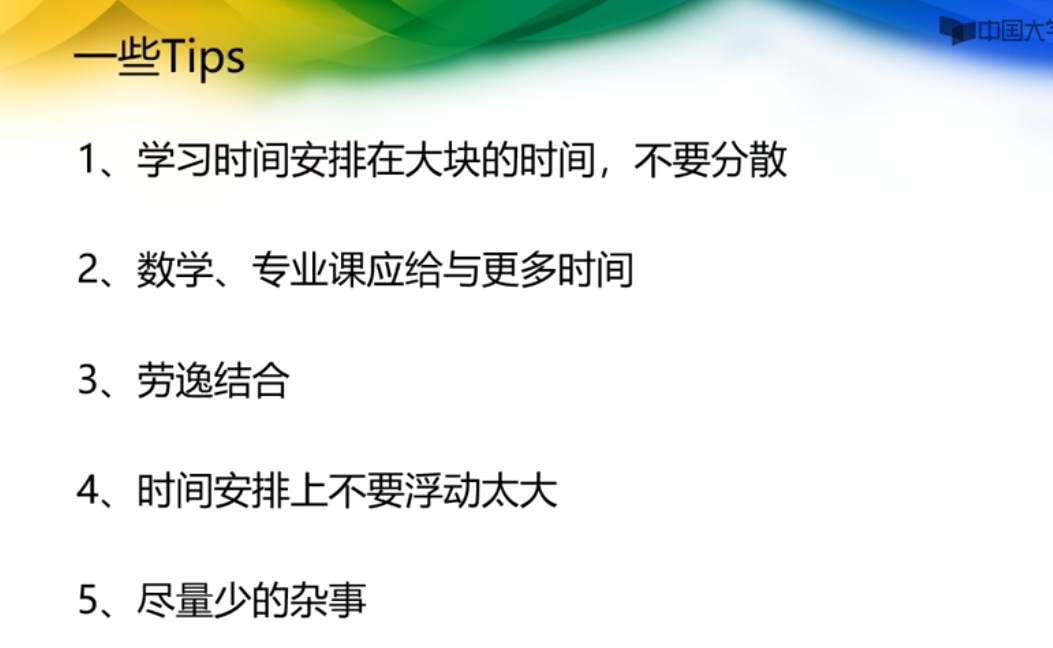 一些Tips
中国大学
1、学习时间安排在大块的时间，不要分散
2、数学、专业课应给与更多时间
3、劳逸结合
4、时间安排上不要浮动太大
5、尽量少的杂事